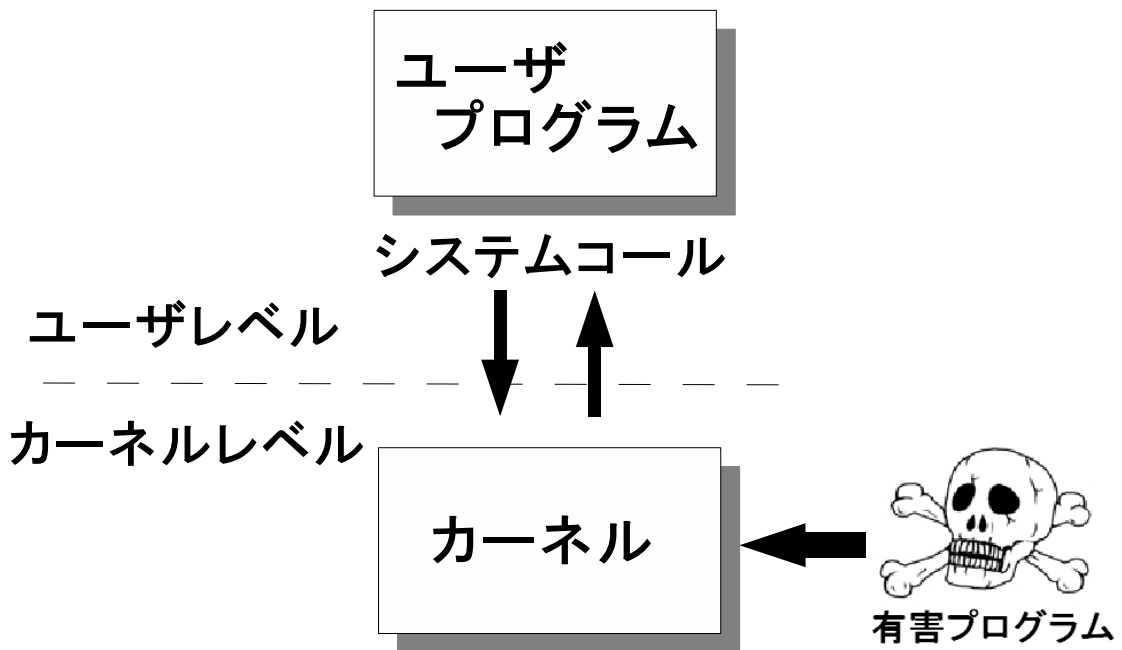 ユーザ
プログラム
システムコール
ユーザレベル
カーネルレベル
カーネル
有害プログラム